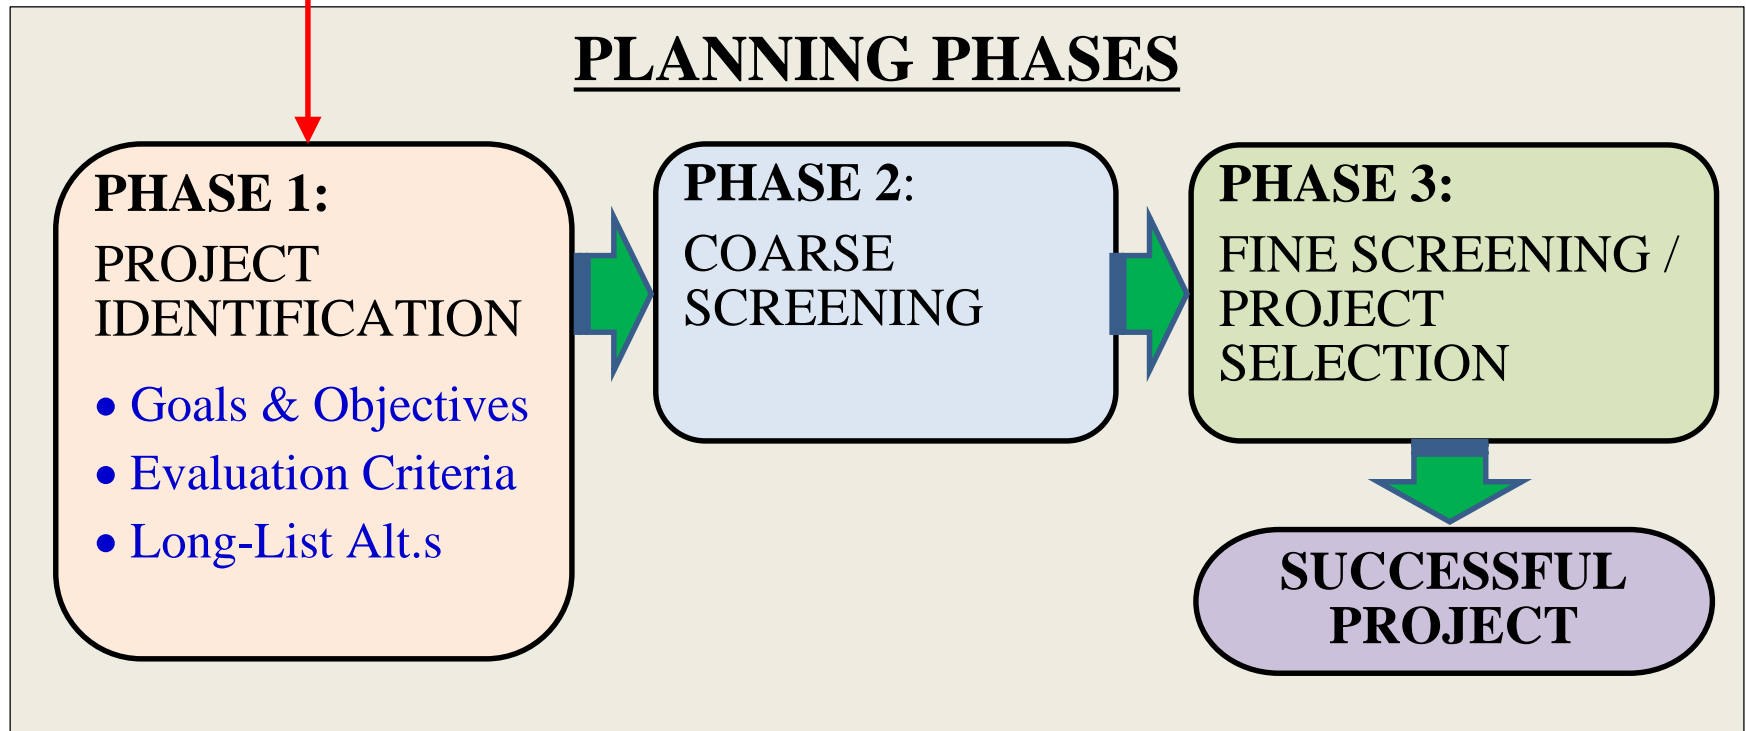 PLANNING PHASES
PHASE 1:
PROJECT
IDENTIFICATION
• Goals & Objectives
• Evaluation Criteria
• Long-List Alt.s
PHASE 2:
COARSE
SCREENING
PHASE 3:
FINE SCREENING /
PROJECT
SELECTION
SUCCESSFUL
PROJECT